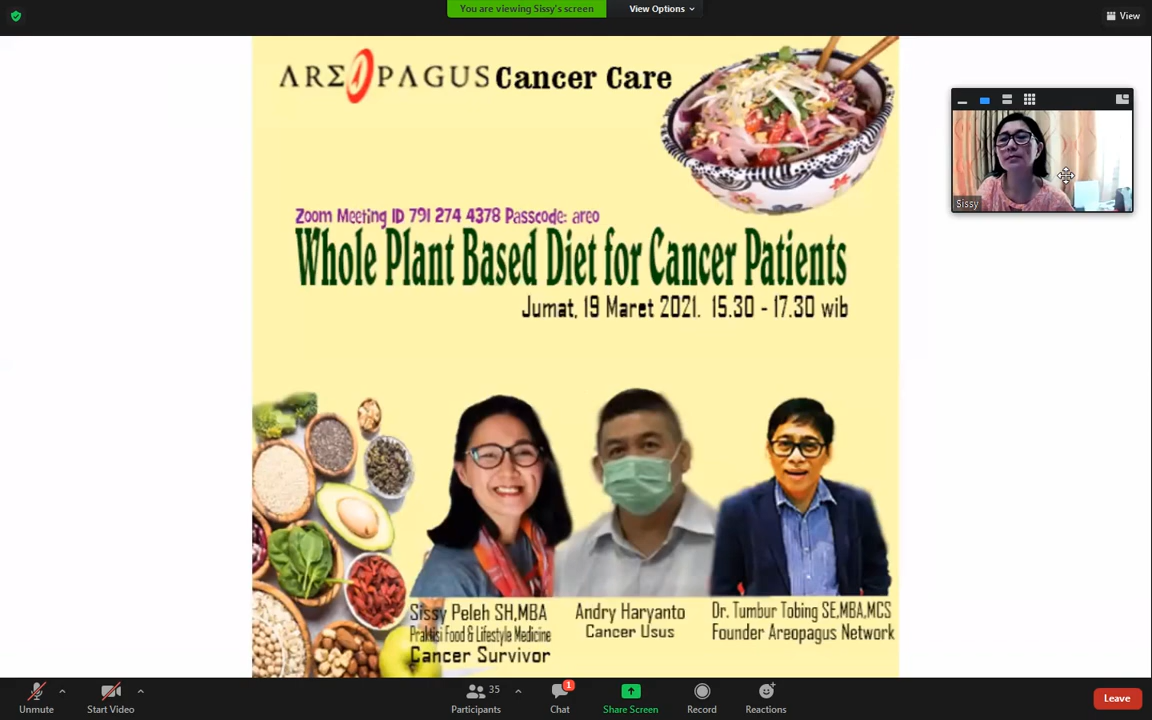 You are viewing Sissy's screen
View Options
View
AREOPAGUS Cancer Care
Sissy
Zoom Meeting ID 791 274 4378 Passcode: areo
Whole Plant Based Diet for Cancer Patients
Jumat, 19 Maret 2021. 15.30 - 17.30 wib
Sissy Peleh SH,MBA
Praktisi Food & Lifestyle Medicine
Cancer Survivor
Andry Haryanto
Cancer Usus
Dr. Tumbur Tobing SE,MBA,MCS
Founder Areopagus Network
Unmute
Start Video
35
Participants
1
Chat
Share Screen
Record
Reactions
Leave